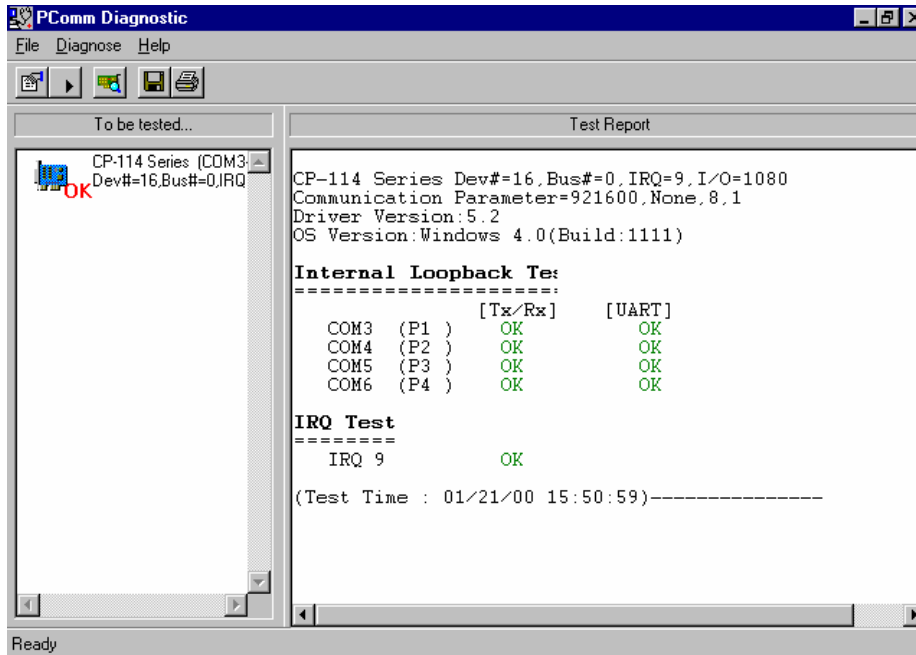 PComm Diagnostic
File Diagnose Help
To be tested...
Test Report
CP-114 Series (COM3-
Dev#=16,Bus#=0,IRQ
OK
CP-114 Series Dev#=16,Bus#=0,IRQ=9,I/O=1080
Communication Parameter=921600,None,8,1
Driver Version:5.2
OS Version:Windows 4.0(Build:1111)
Internal Loopback Tes
=====================
[Tx/Rx] [UART]
COM3 (P1 ) OK OK
COM4 (P2 ) OK OK
COM5 (P3 ) OK OK
COM6 (P4 ) OK OK
IRQ Test
========
IRQ 9 OK
(Test Time : 01/21/00 15:50:59)---------------
Ready